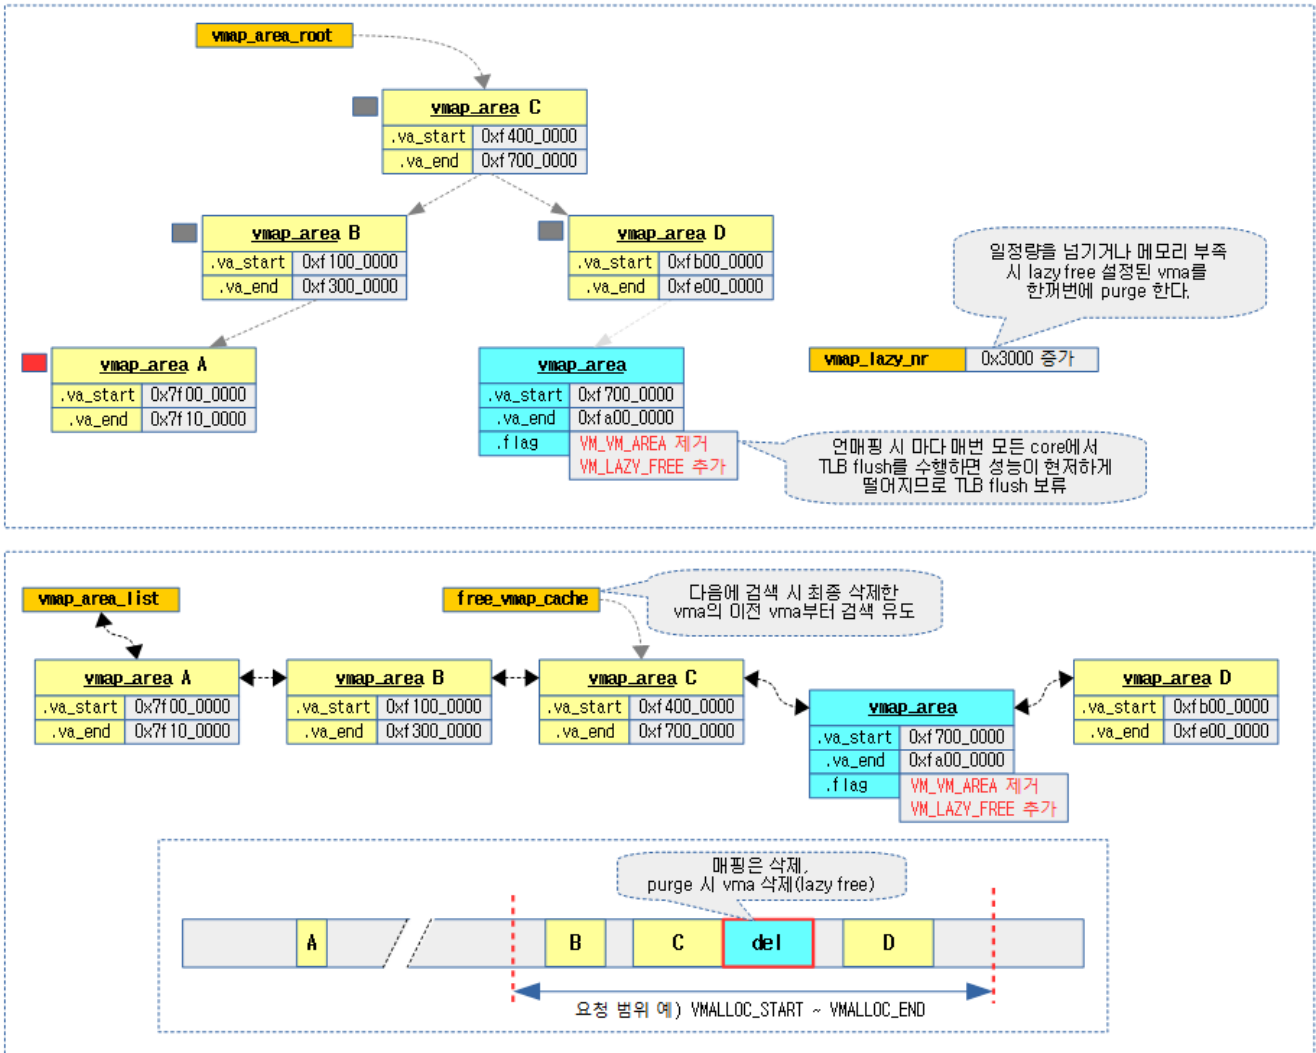 vmap_area_root
vmap_area C
.va_start 0xf400_0000
.va_end 0xf700_0000
vmap_area B
.va_start 0xf100_0000
.va_end 0xf300_0000
vmap_area D
.va_start 0xfb00_0000
.va_end 0xfe00_0000
일정량을 넘기거나 메모리 부족
시 lazy free 설정된 vma를
한꺼번에 purge 한다.
vmap_area A
.va_start 0x7f00_0000
.va_end 0x7f10_0000
vmap_area
.va_start 0xf700_0000
.va_end 0xfa00_0000
.flag VM_VM_AREA 제거
VM_LAZY_FREE 추가
vmap_lazy_nr 0x3000 증가
언매핑 시 마다 매번 모든 core에서
TLB flush를 수행하면 성능이 현저하게
떨어지므로 TLB flush 보류
vmap_area_list
free_vmap_cache
다음에 검색 시 최종 삭제한
vma의 이전 vma부터 검색 유도
vmap_area A
.va_start 0x7f00_0000
.va_end 0x7f10_0000
vmap_area B
.va_start 0xf100_0000
.va_end 0xf300_0000
vmap_area C
.va_start 0xf400_0000
.va_end 0xf700_0000
vmap_area
.va_start 0xf700_0000
.va_end 0xfa00_0000
.flag VM_VM_AREA 제거
VM_LAZY_FREE 추가
vmap_area D
.va_start 0xfb00_0000
.va_end 0xfe00_0000
매핑은 삭제,
purge 시 vma 삭제(lazy free)
A B C del D
요청 범위 예) VMALLOC_START ~ VMALLOC_END